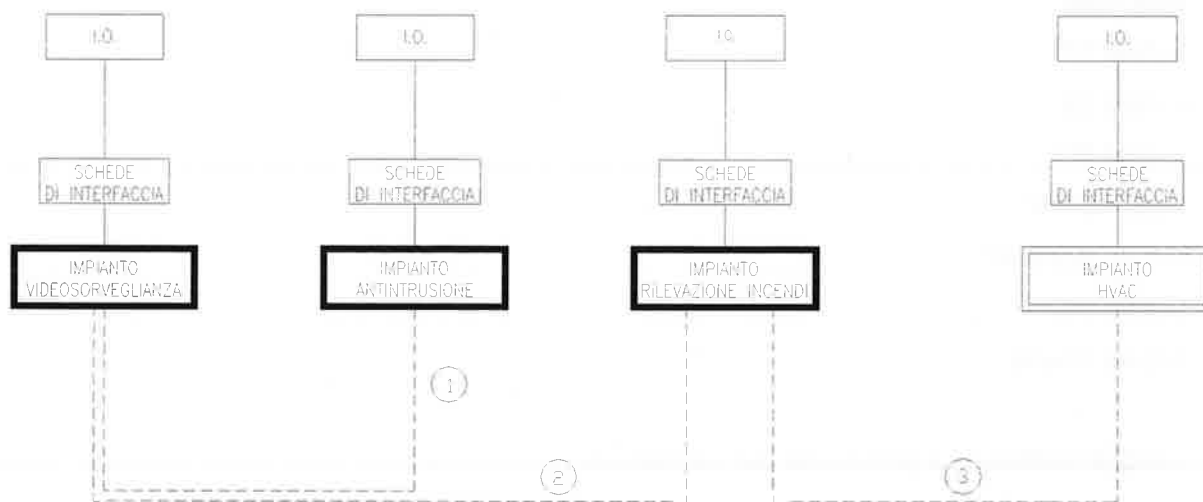 I.O.
I.O.
I.O.
I.O.
SCHEDE
DI INTERFACCIA
SCHEDE
DI INTERFACCIA
SCHEDE
DI INTERFACCIA
SCHEDE
DI INTERFACCIA
IMPIANTO
VIDEOSORVEGLIANZA
IMPIANTO
ANTINTRUSIONE
IMPIANTO
RILEVAZIONE INCENDI
IMPIANTO
HVAC
1
2
3